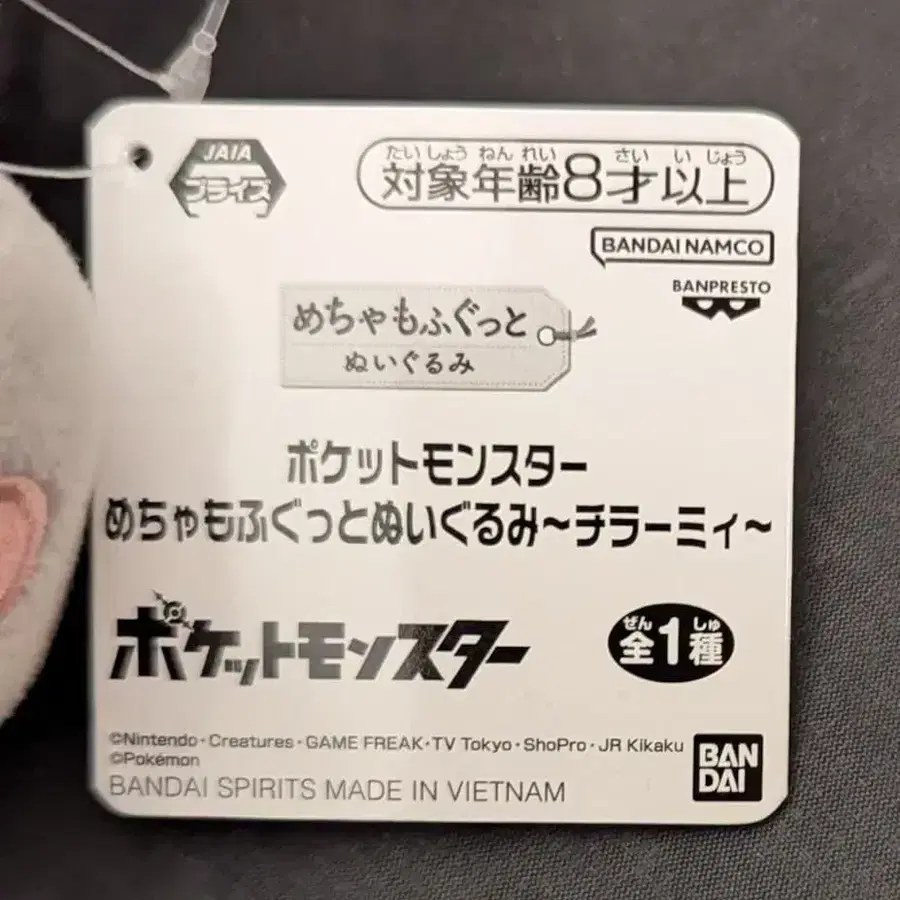 JAIA
プライズ
たいしょう ねん れい さい い じょう
対象年齢8才以上
BANDAI NAMCO
BANPRESTO
めちゃもふぐっと
ぬいぐるみ
ポケットモンスター
めちゃもふぐっとぬいぐるみ〜チラーミィ〜
ポケットモンスター
ぜん しゅ
全1種
©Nintendo・Creatures・GAME FREAK・TV Tokyo・ShoPro・JR Kikaku
©Pokémon
BANDAI SPIRITS MADE IN VIETNAM
BAN
DAI